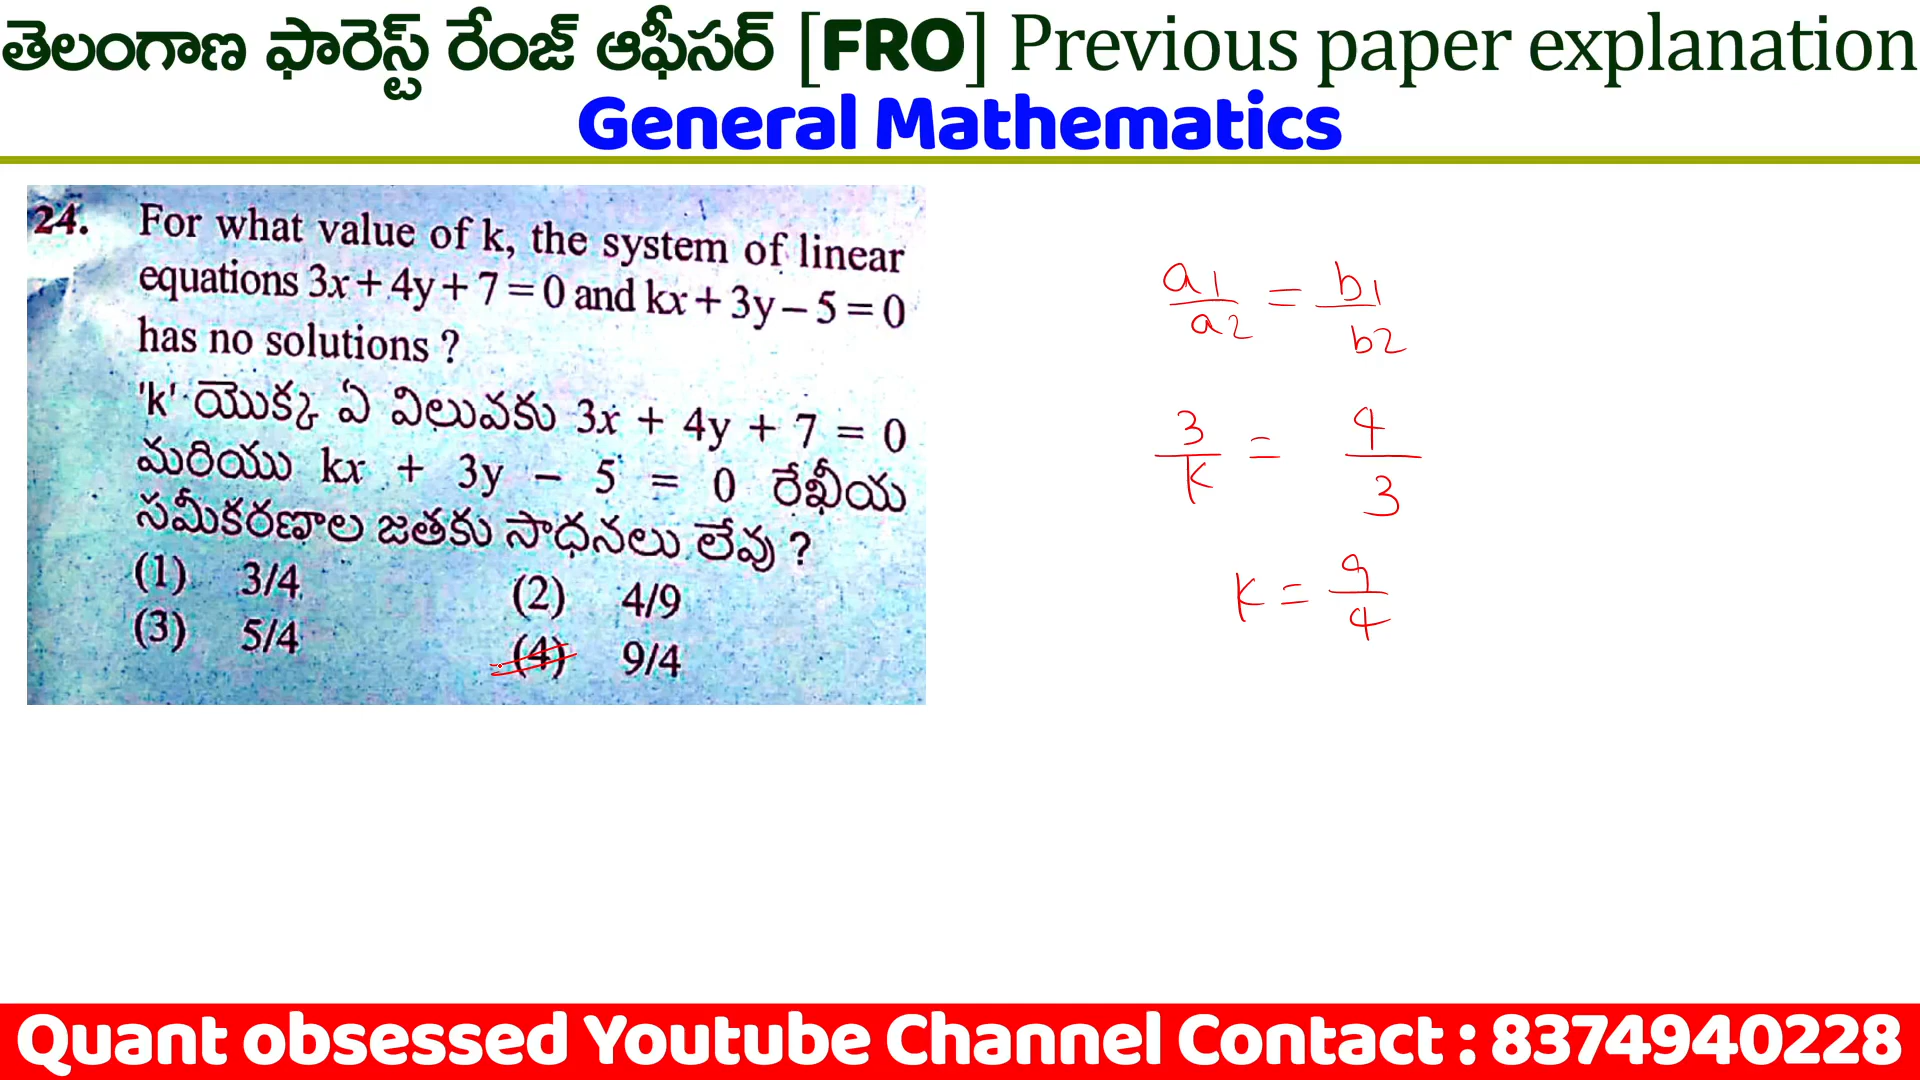 తెలంగాణ ఫారెస్ట్ రేంజ్ ఆఫీసర్ [FRO] Previous paper explanation
General Mathematics
24. For what value of k, the system of linear
equations 3x + 4y + 7 = 0 and kx + 3y – 5 = 0
has no solutions ?
'k' యొక్క ఏ విలువకు 3x + 4y + 7 = 0
మరియు kx + 3y – 5 = 0 రేఖీయ
సమీకరణాల జతకు సాధనలు లేవు ?
(1) 3/4 (2) 4/9
(3) 5/4 (4) 9/4
a1/a2 = b1/b2
3/k = 4/3
k = 9/4
Quant obsessed Youtube Channel Contact : 8374940228